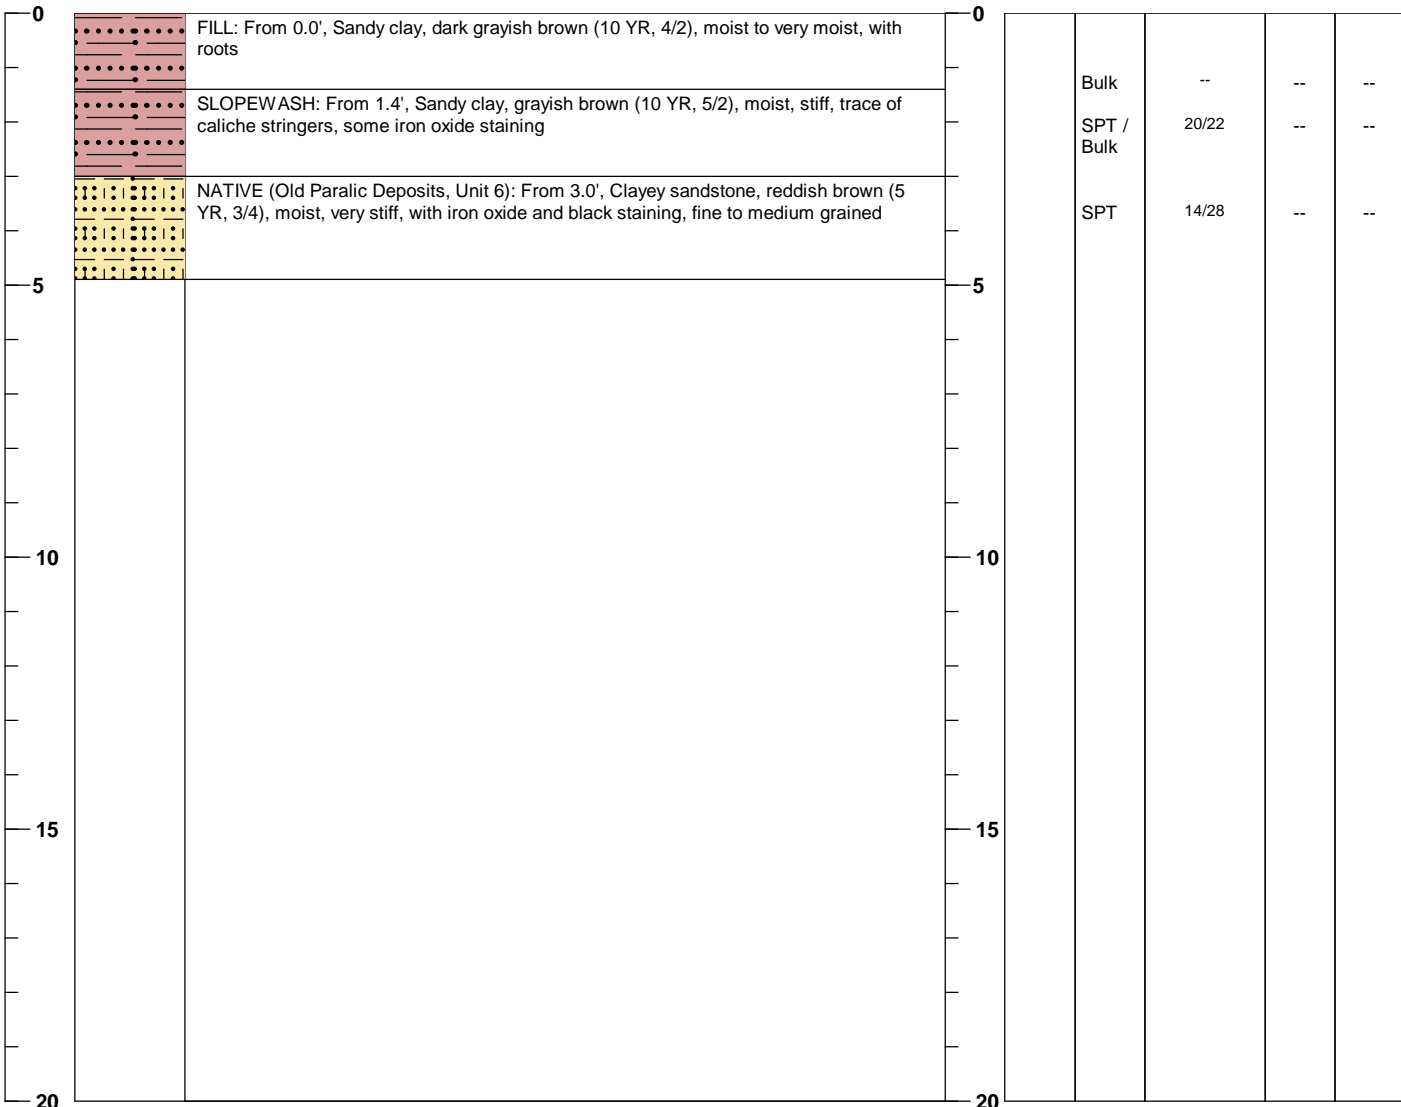 0
FILL: From 0.0', Sandy clay, dark grayish brown (10 YR, 4/2), moist to very moist, with
roots
SLOPEWASH: From 1.4', Sandy clay, grayish brown (10 YR, 5/2), moist, stiff, trace of
caliche stringers, some iron oxide staining
NATIVE (Old Paralic Deposits, Unit 6): From 3.0', Clayey sandstone, reddish brown (5
YR, 3/4), moist, very stiff, with iron oxide and black staining, fine to medium grained
5
10
15
20
0
5
10
15
20
Bulk -- -- --
SPT / 20/22 -- --
Bulk
SPT 14/28 -- --